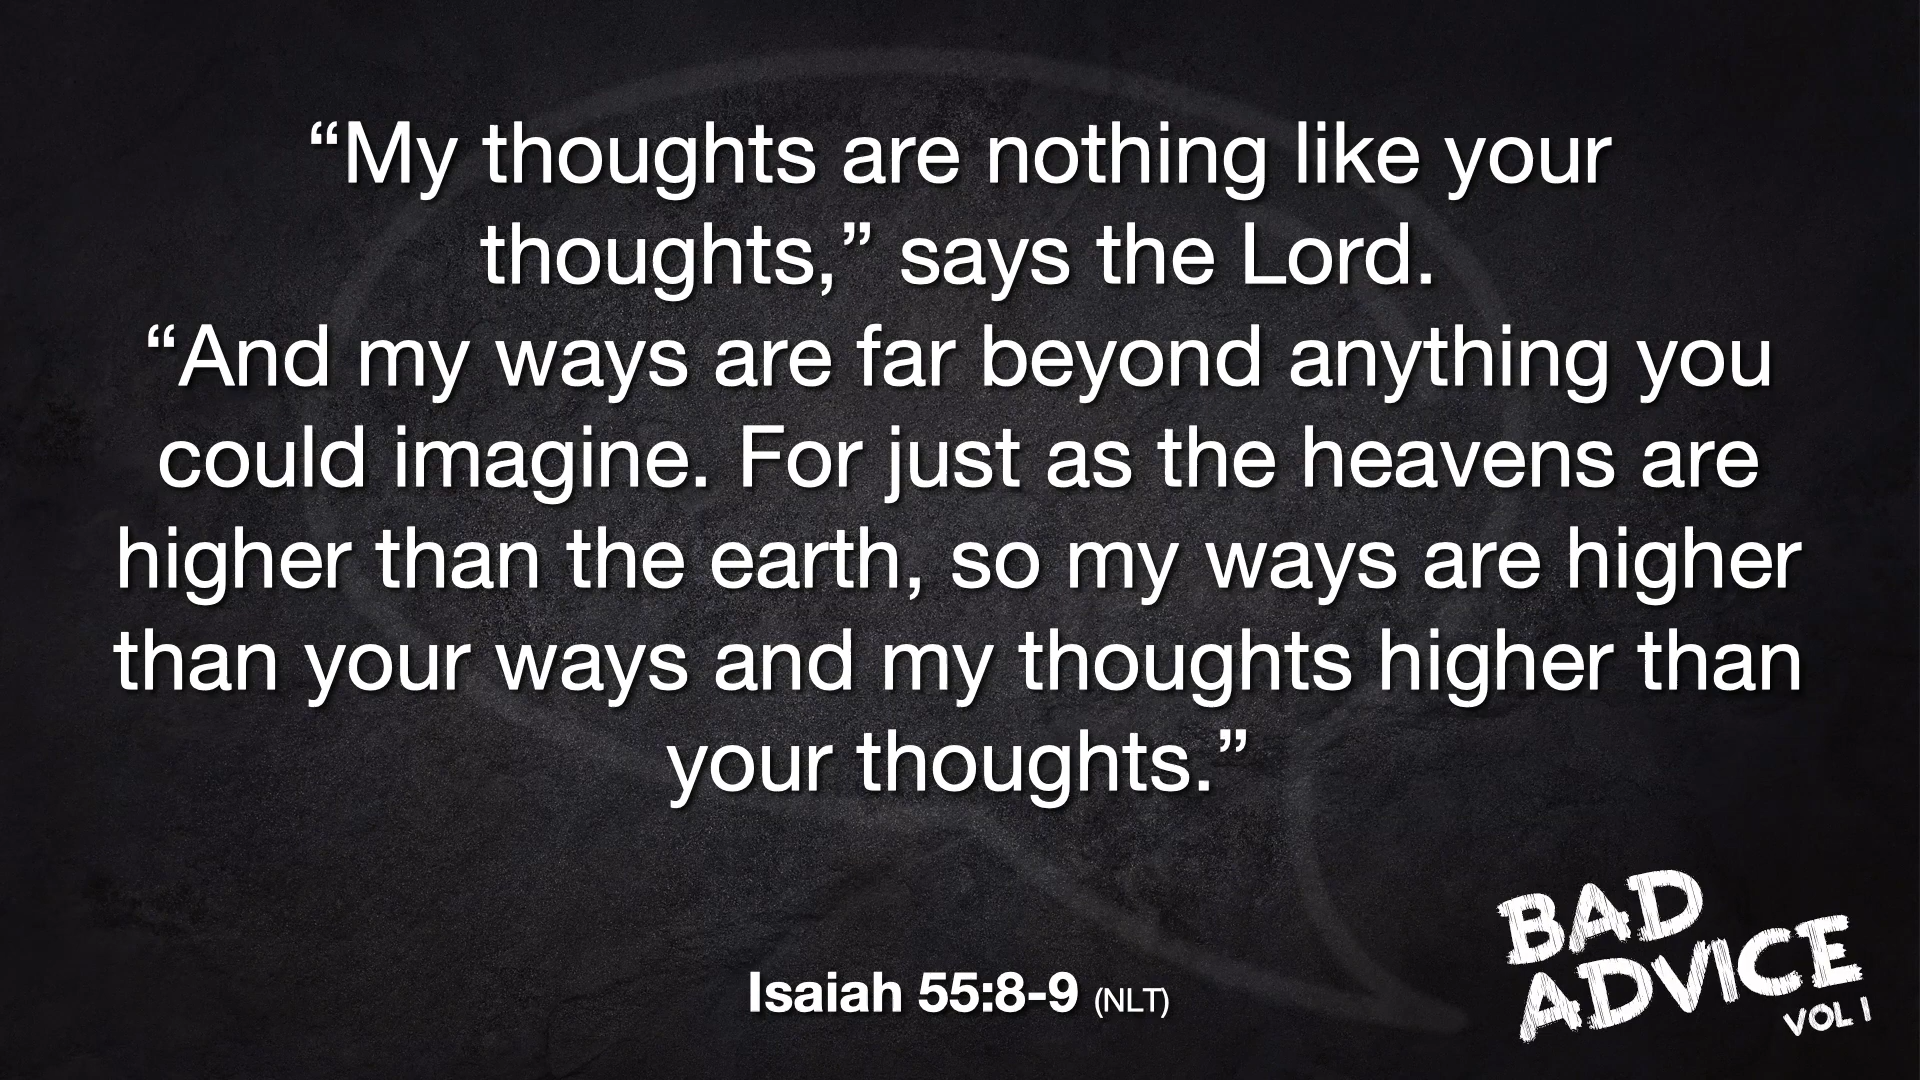 “My thoughts are nothing like your
thoughts,” says the Lord.
“And my ways are far beyond anything you
could imagine. For just as the heavens are
higher than the earth, so my ways are higher
than your ways and my thoughts higher than
your thoughts.”
Isaiah 55:8-9 (NLT)
BAD
ADVICE
VOL 1